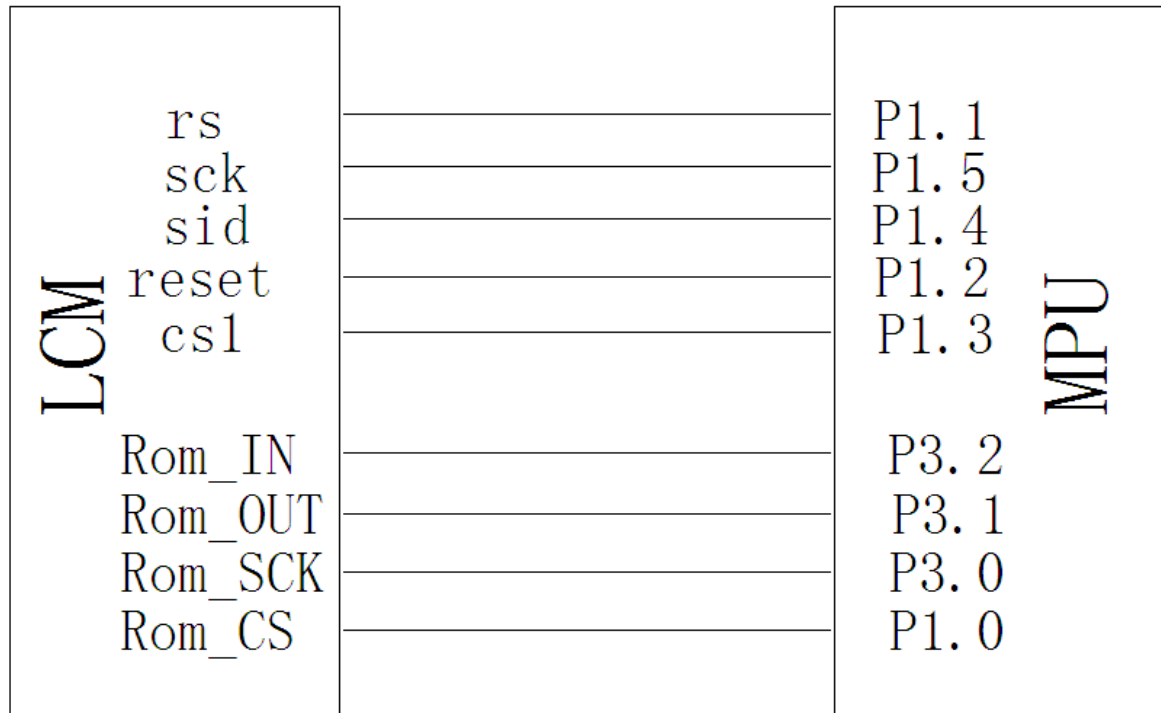 LCM
rs P1.1
sck P1.5
sid P1.4
reset P1.2
cs1 P1.3
Rom_IN P3.2
Rom_OUT P3.1
Rom_SCK P3.0
Rom_CS P1.0
MPU